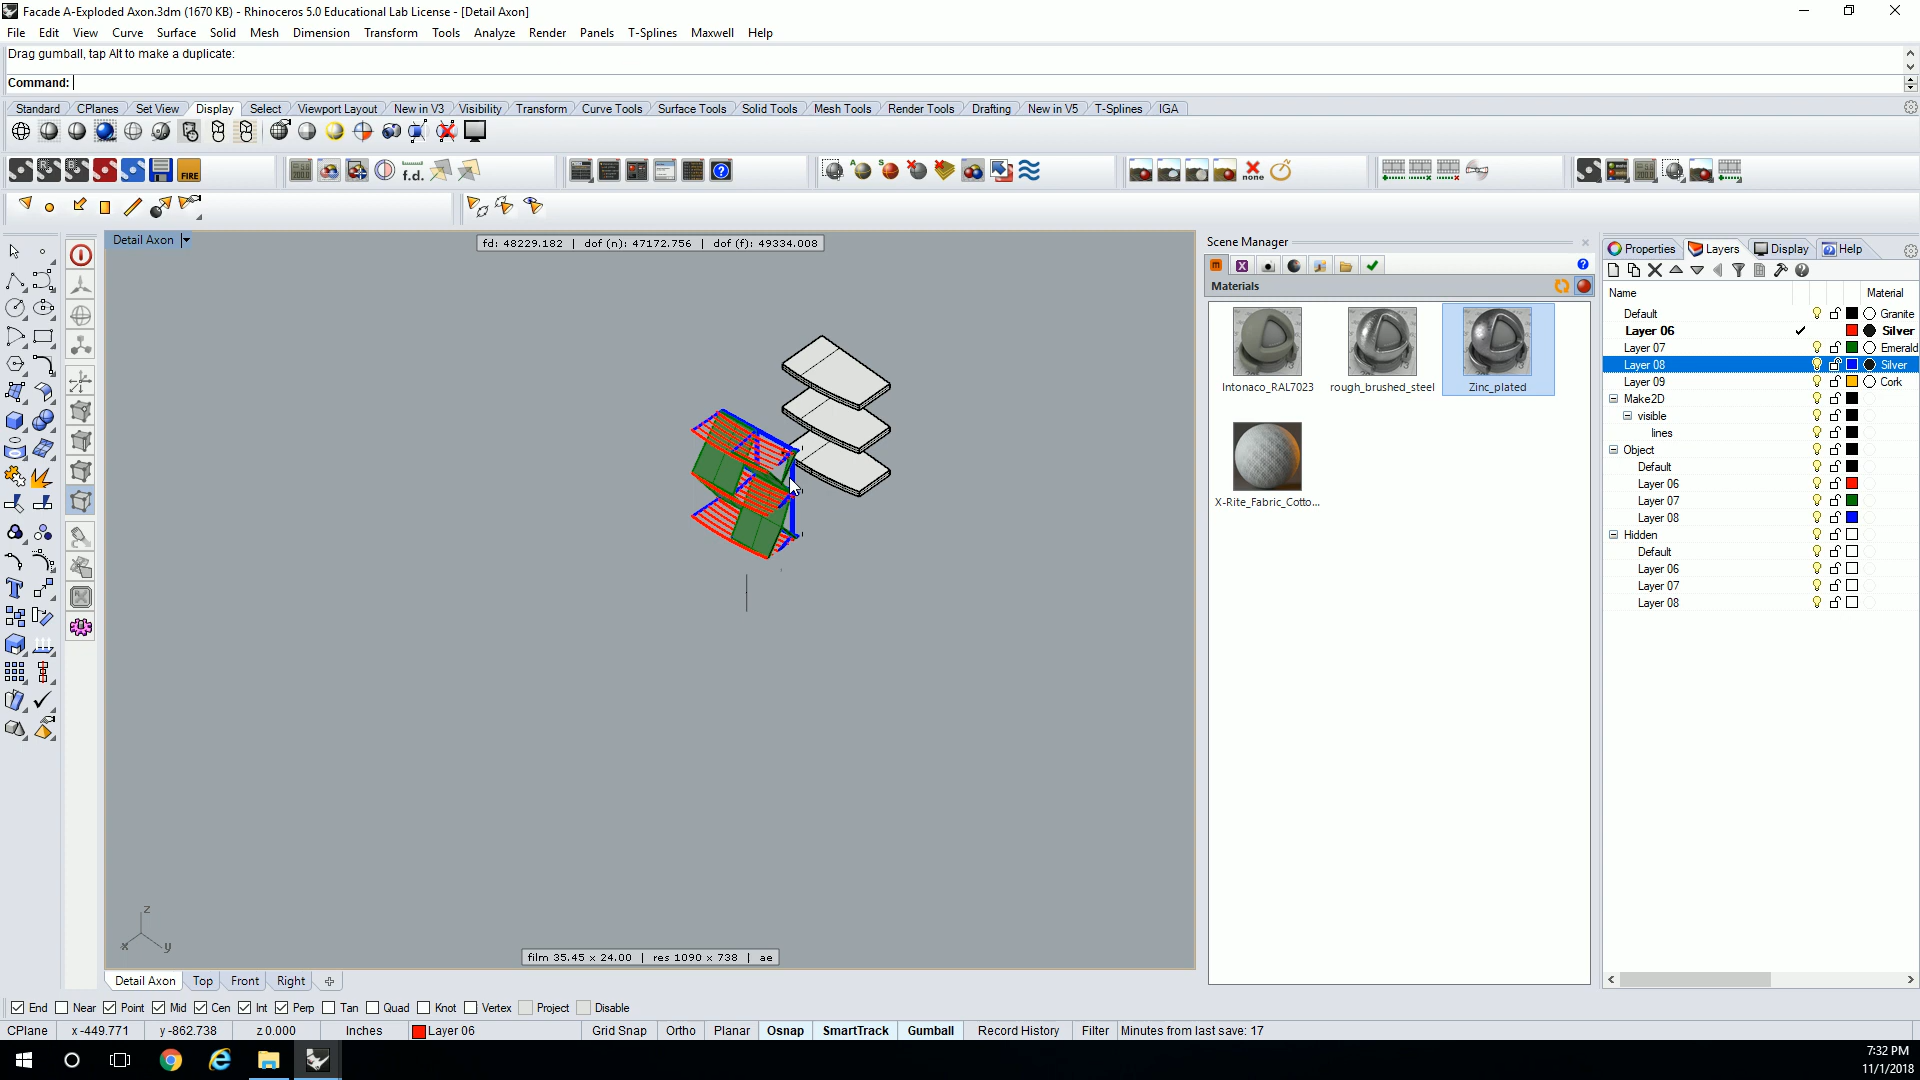 Facade A-Exploded Axon.3dm (1670 KB) - Rhinoceros 5.0 Educational Lab License - [Detail Axon]
File Edit View Curve Surface Solid Mesh Dimension Transform Tools Analyze Render Panels T-Splines Maxwell Help
Drag gumball, tap Alt to make a duplicate:
Command:
Standard CPlanes Set View Display Select Viewport Layout New in V3 Visibility Transform Curve Tools Surface Tools Solid Tools Mesh Tools Render Tools Drafting New in V5 T-Splines IGA
FIRE f.d. none
Detail Axon
fd: 48229.182 | dof (n): 47172.756 | dof (f): 49334.008
Scene Manager
Materials
Intonaco_RAL7023 rough_brushed_steel Zinc_plated
X-Rite_Fabric_Cotto...
Properties Layers Display Help
Name Material
Default Granite
Layer 06 Silver
Layer 07 Emerald
Layer 08 Silver
Layer 09 Cork
Make2D
visible
lines
Object
Default
Layer 06
Layer 07
Layer 08
Hidden
Default
Layer 06
Layer 07
Layer 08
z
x y
film 35.45 x 24.00 | res 1090 x 738 | ae
Detail Axon Top Front Right
End Near Point Mid Cen Int Perp Tan Quad Knot Vertex Project Disable
CPlane x -449.771 y -862.738 z 0.000 Inches Layer 06 Grid Snap Ortho Planar Osnap SmartTrack Gumball Record History Filter Minutes from last save: 17
7:32 PM
11/1/2018